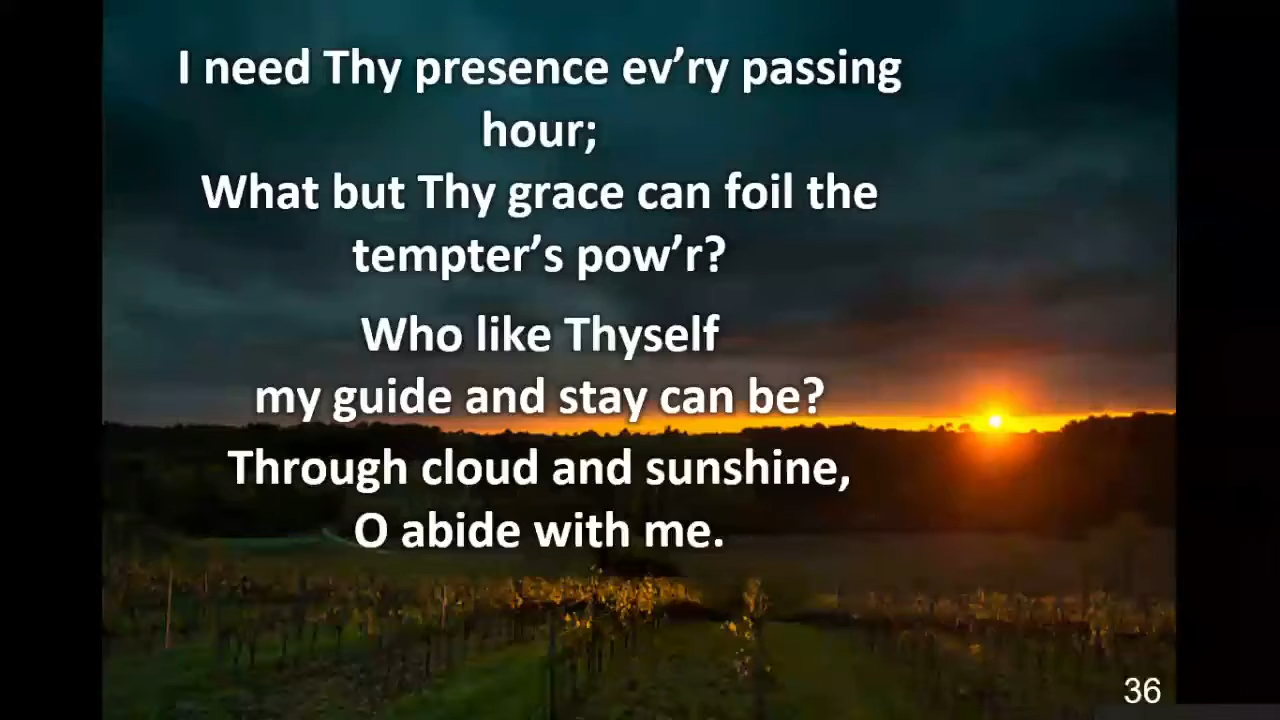 I need Thy presence ev’ry passing
hour;
What but Thy grace can foil the
tempter’s pow’r?
Who like Thyself
my guide and stay can be?
Through cloud and sunshine,
O abide with me.
36